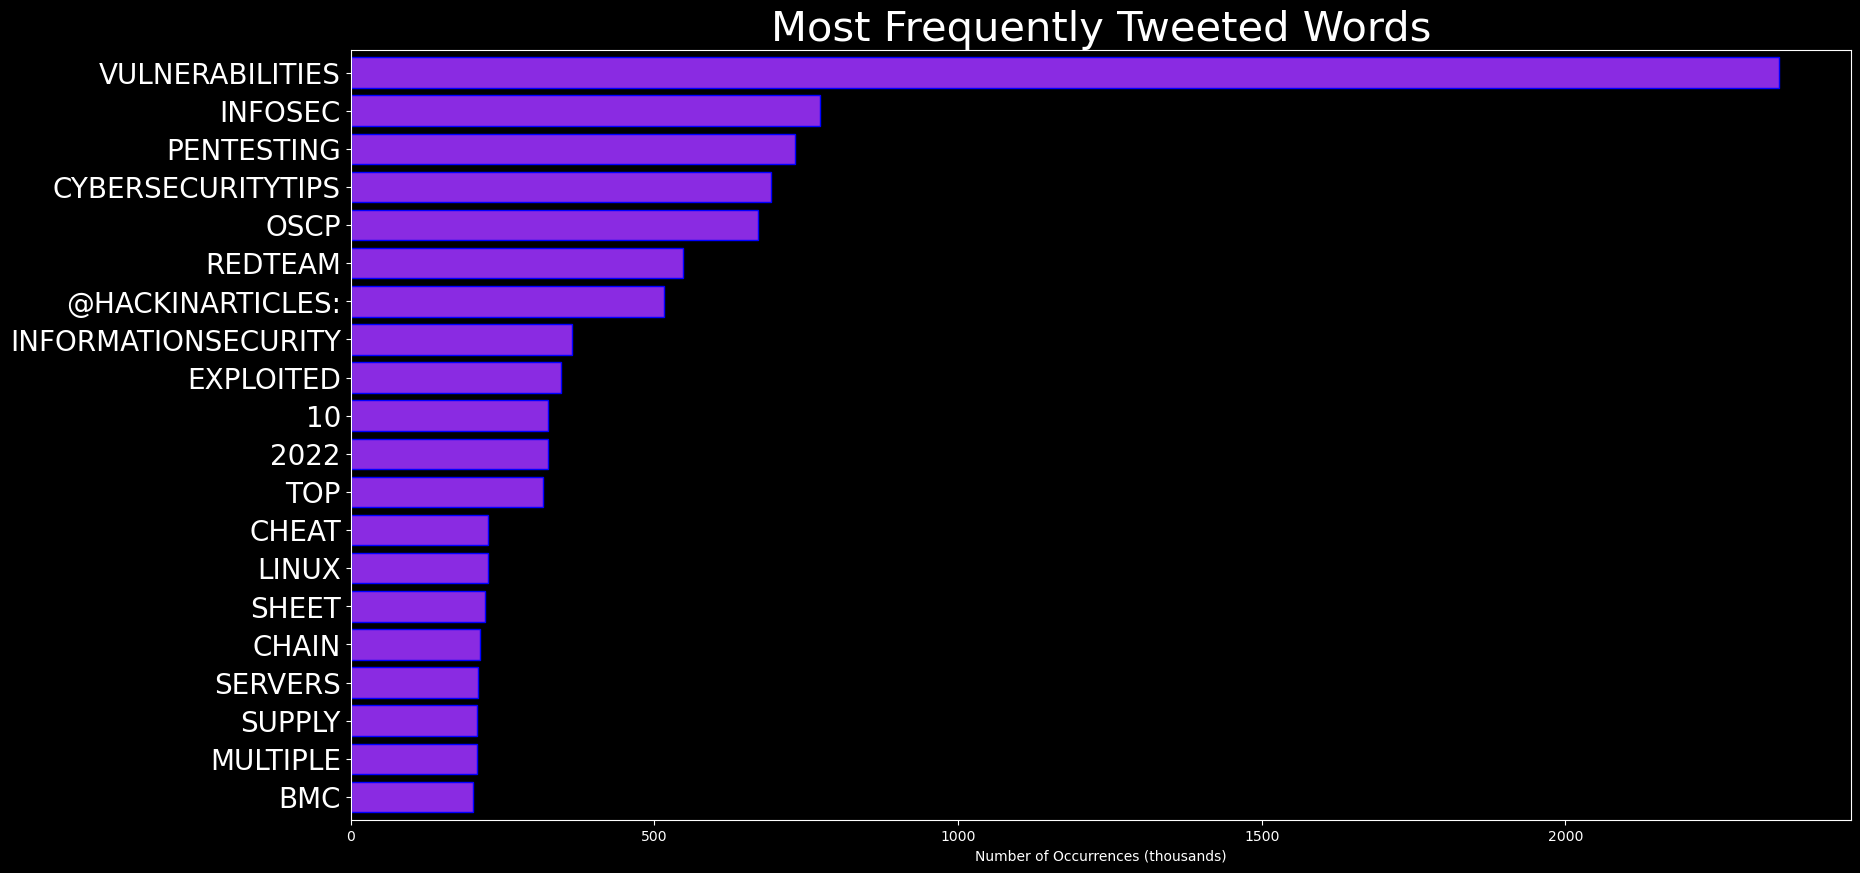 Most Frequently Tweeted Words
VULNERABILITIES
INFOSEC
PENTESTING
CYBERSECURITYTIPS
OSCP
REDTEAM
@HACKINARTICLES:
INFORMATIONSECURITY
EXPLOITED
10
2022
TOP
CHEAT
LINUX
SHEET
CHAIN
SERVERS
SUPPLY
MULTIPLE
BMC
0 500 1000 1500 2000
Number of Occurrences (thousands)